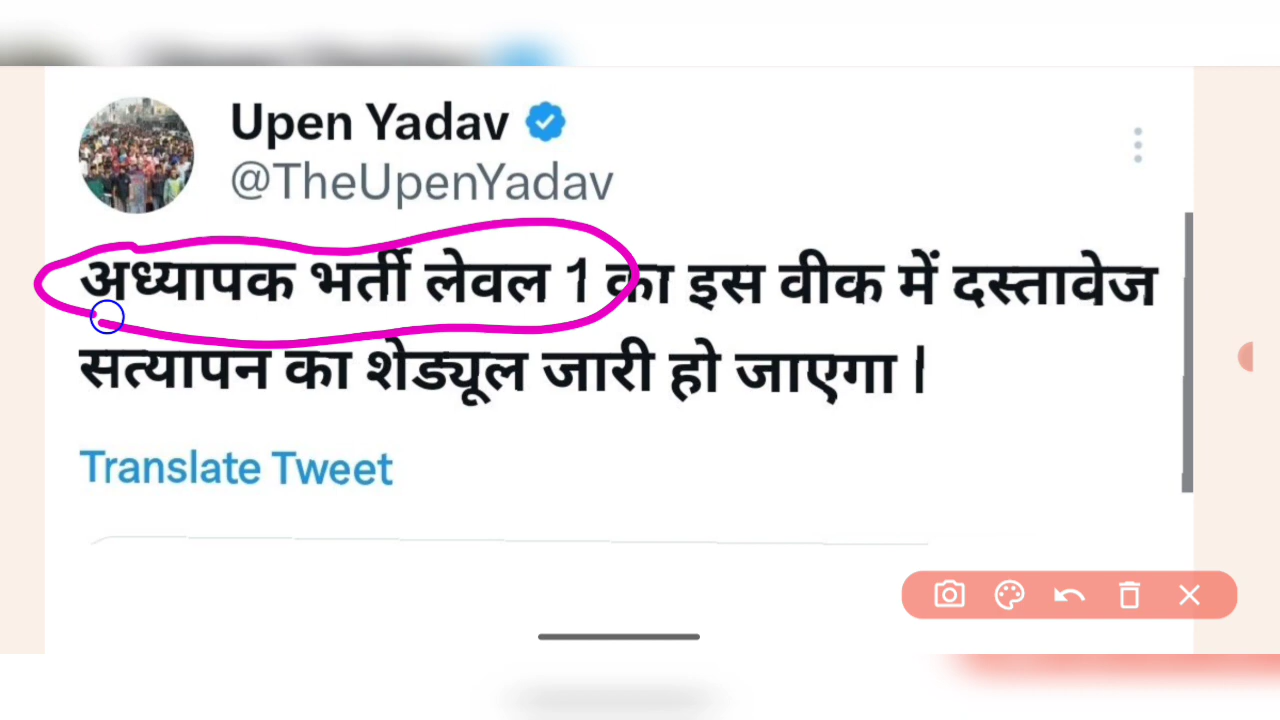 Upen Yadav
@TheUpenYadav
अध्यापक भर्ती लेवल 1 का इस वीक में दस्तावेज
सत्यापन का शेड्यूल जारी हो जाएगा |
Translate Tweet